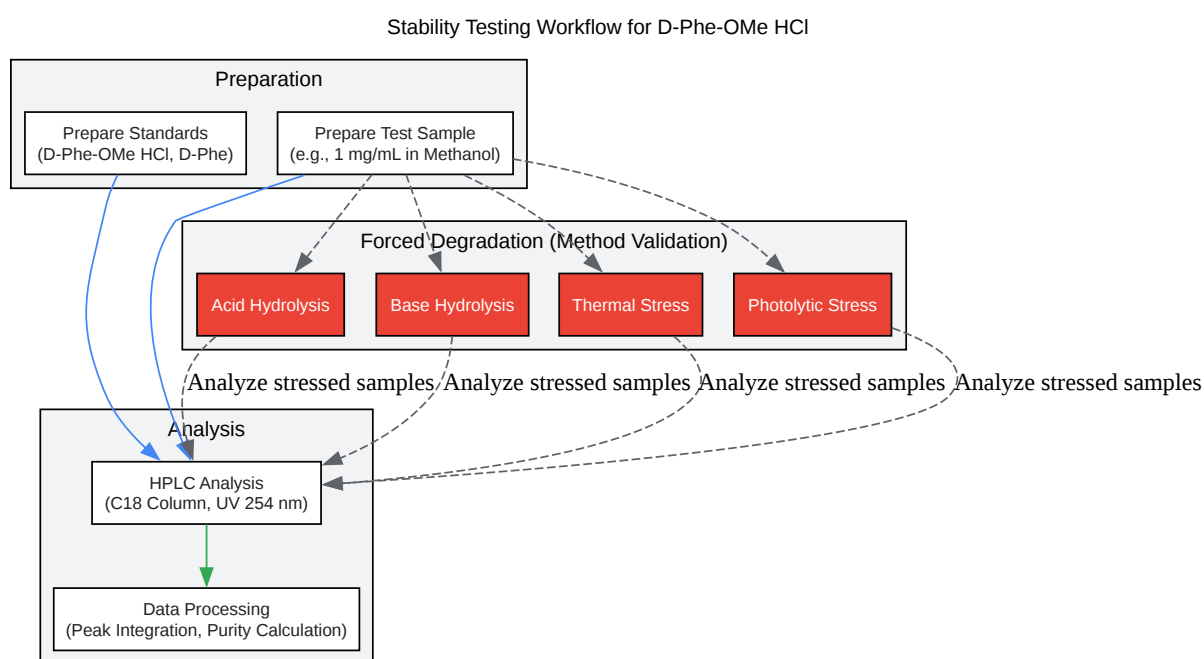 Stability Testing Workflow for D-Phe-OMe HCl
Preparation
Prepare Standards
(D-Phe-OMe HCl, D-Phe)
Prepare Test Sample
(e.g., 1 mg/mL in Methanol)
Forced Degradation (Method Validation)
Acid Hydrolysis
Base Hydrolysis
Thermal Stress
Photolytic Stress
Analyze stressed samples
Analyze stressed samples
Analyze stressed samples
Analyze stressed samples
Analysis
HPLC Analysis
(C18 Column, UV 254 nm)
Data Processing
(Peak Integration, Purity Calculation)